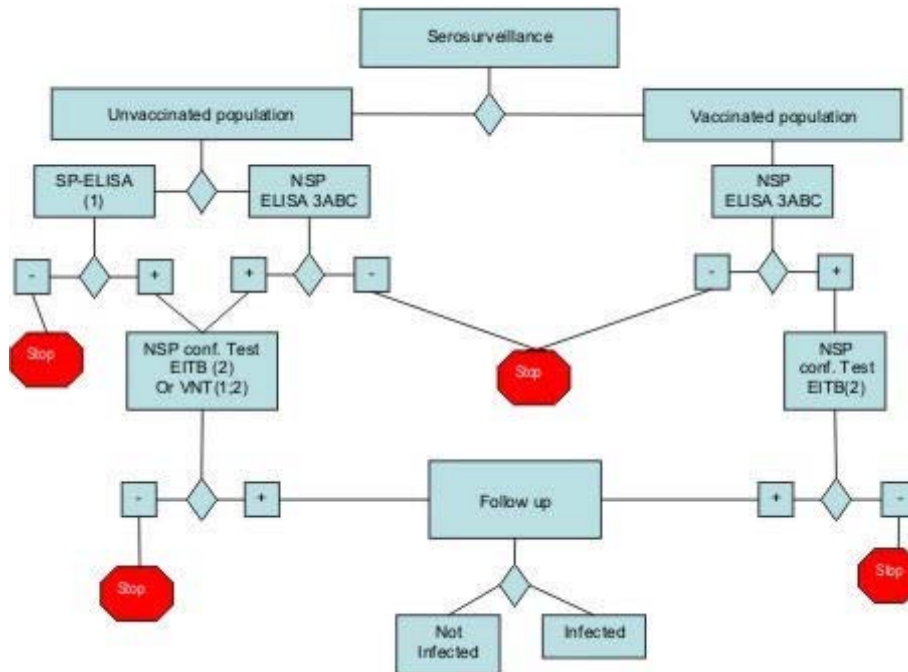 Serosurveillance
Unvaccinated population
Vaccinated population
SP-ELISA
(1)
NSP
ELISA 3ABC
NSP
ELISA 3ABC
-
+
+
-
-
+
Stop
NSP conf. Test
EITB (2)
Or VNT(1;2)
Stop
NSP
conf. Test
EITB(2)
-
+
Follow up
+
-
Stop
Stop
Not
Infected
Infected